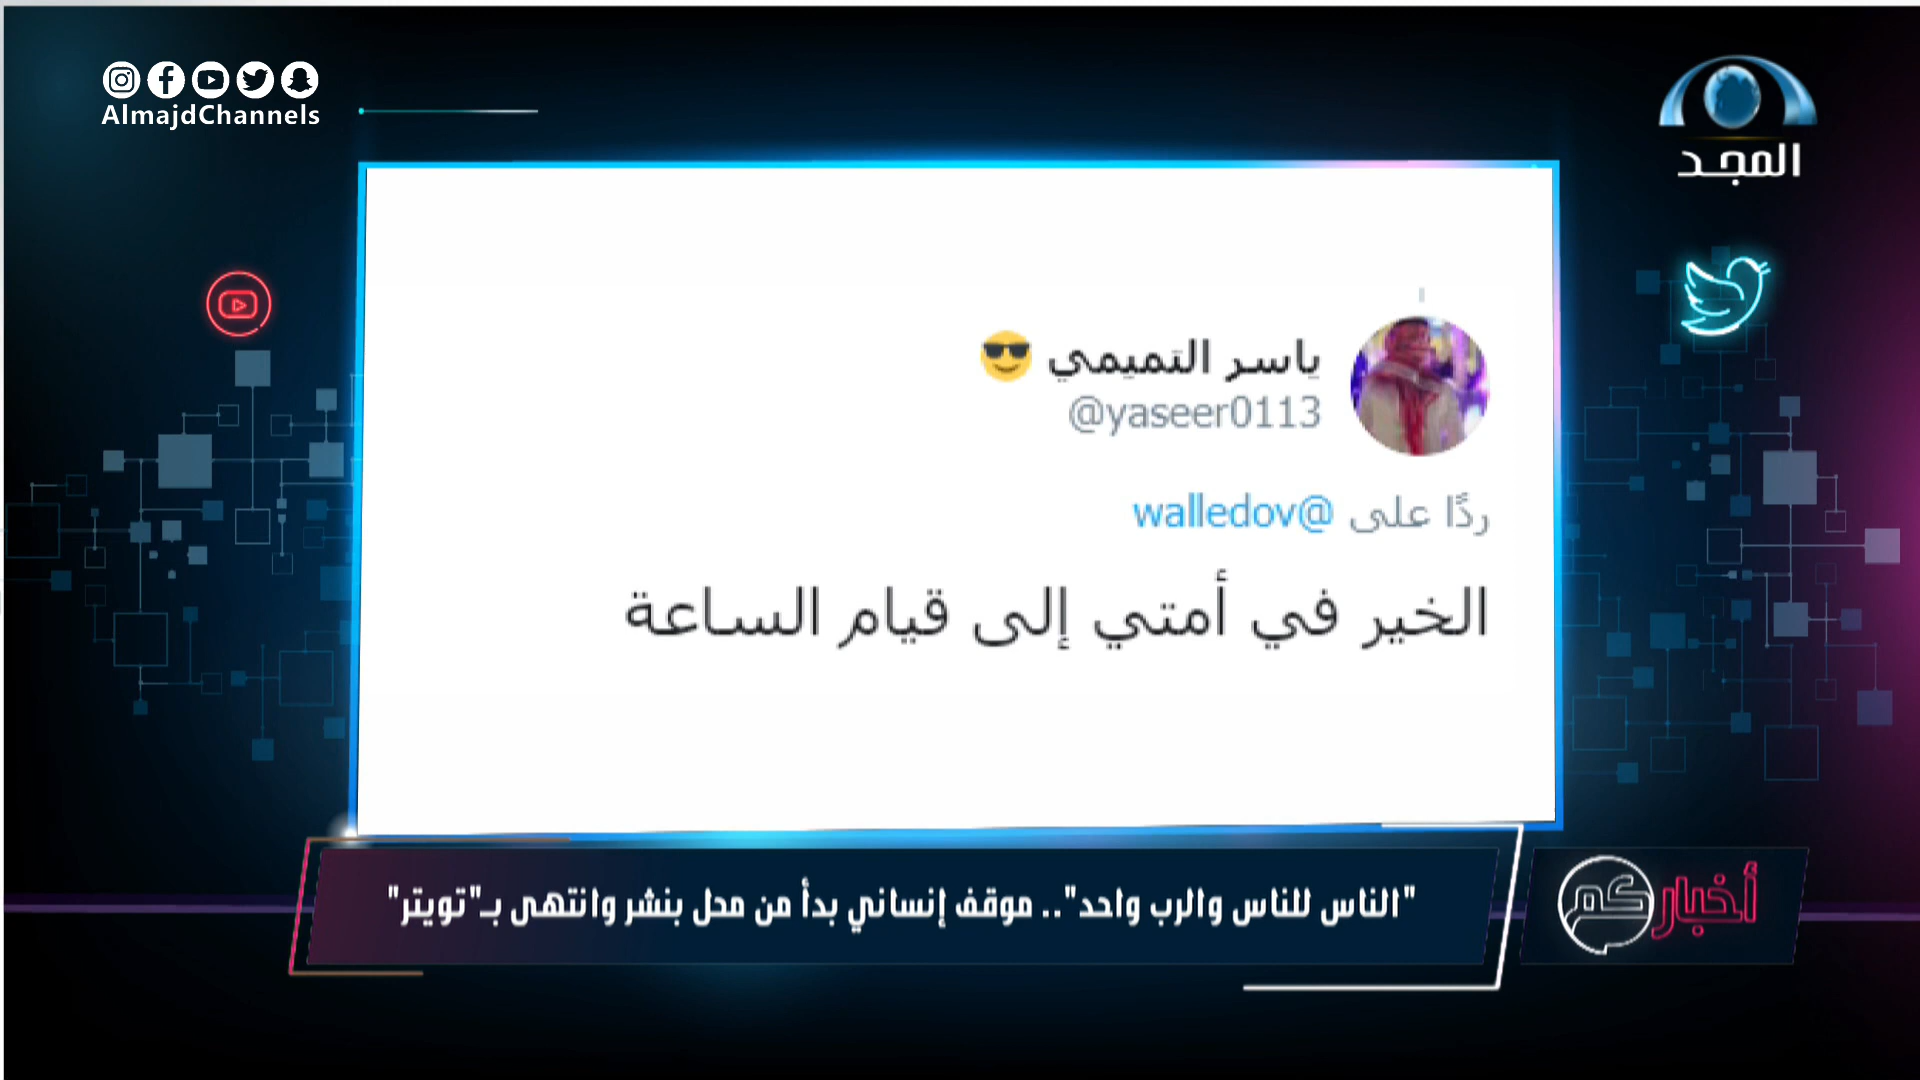 AlmajdChannels
المجد
ياسر التميمي 😎
@yaseer0113
ردًا على @walledov
الخير في أمتي إلى قيام الساعة
"الناس للناس والرب واحد".. موقف إنساني بدأ من محل بنشر وانتهى بـ"تويتر"
أخباركم